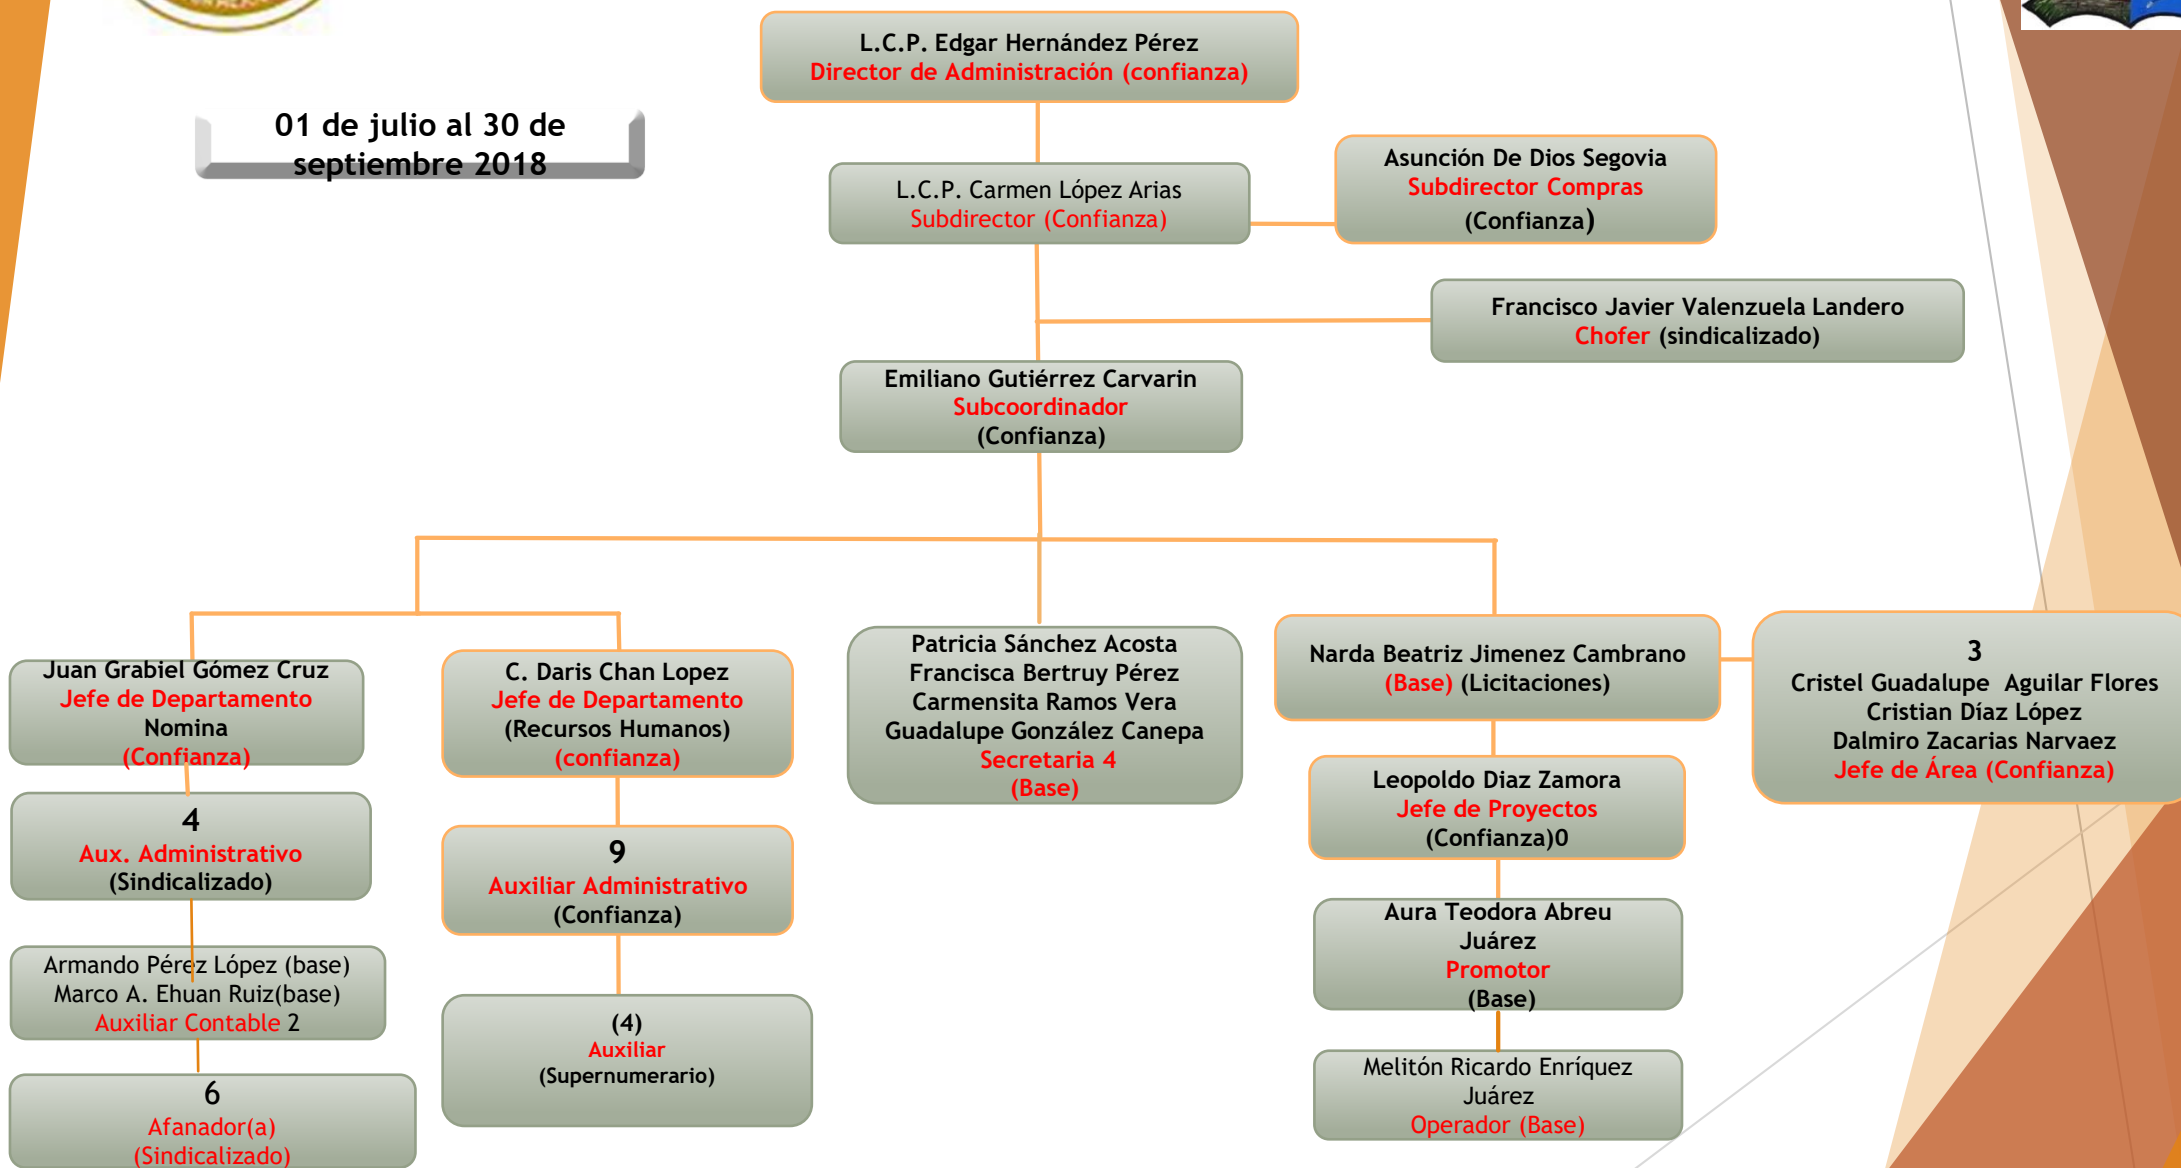 L.C.P. Edgar Hernández Pérez
Director de Administración (confianza)
01 de julio al 30 de
septiembre 2018
Asunción De Dios Segovia
Subdirector Compras
(Confianza)
L.C.P. Carmen López Arias
Subdirector (Confianza)
Francisco Javier Valenzuela Landero
Chofer (sindicalizado)
Emiliano Gutiérrez Carvarin
Subcoordinador
(Confianza)
Juan Grabiel Gómez Cruz
Jefe de Departamento
Nomina
(Confianza)
4
Aux. Administrativo
(Sindicalizado)
Armando Pérez López (base)
Marco A. Ehuan Ruiz(base)
Auxiliar Contable 2
6
Afanador(a)
(Sindicalizado)
C. Daris Chan Lopez
Jefe de Departamento
(Recursos Humanos)
(confianza)
9
Auxiliar Administrativo
(Confianza)
(4)
Auxiliar
(Supernumerario)
Patricia Sánchez Acosta
Francisca Bertruy Pérez
Carmensita Ramos Vera
Guadalupe González Canepa
Secretaria 4
(Base)
Narda Beatriz Jimenez Cambrano
(Base) (Licitaciones)
Leopoldo Diaz Zamora
Jefe de Proyectos
(Confianza)0
Aura Teodora Abreu
Juárez
Promotor
(Base)
Melitón Ricardo Enríquez
Juárez
Operador (Base)
3
Cristel Guadalupe  Aguilar Flores
Cristian Díaz López
Dalmiro Zacarias Narvaez
Jefe de Área (Confianza)